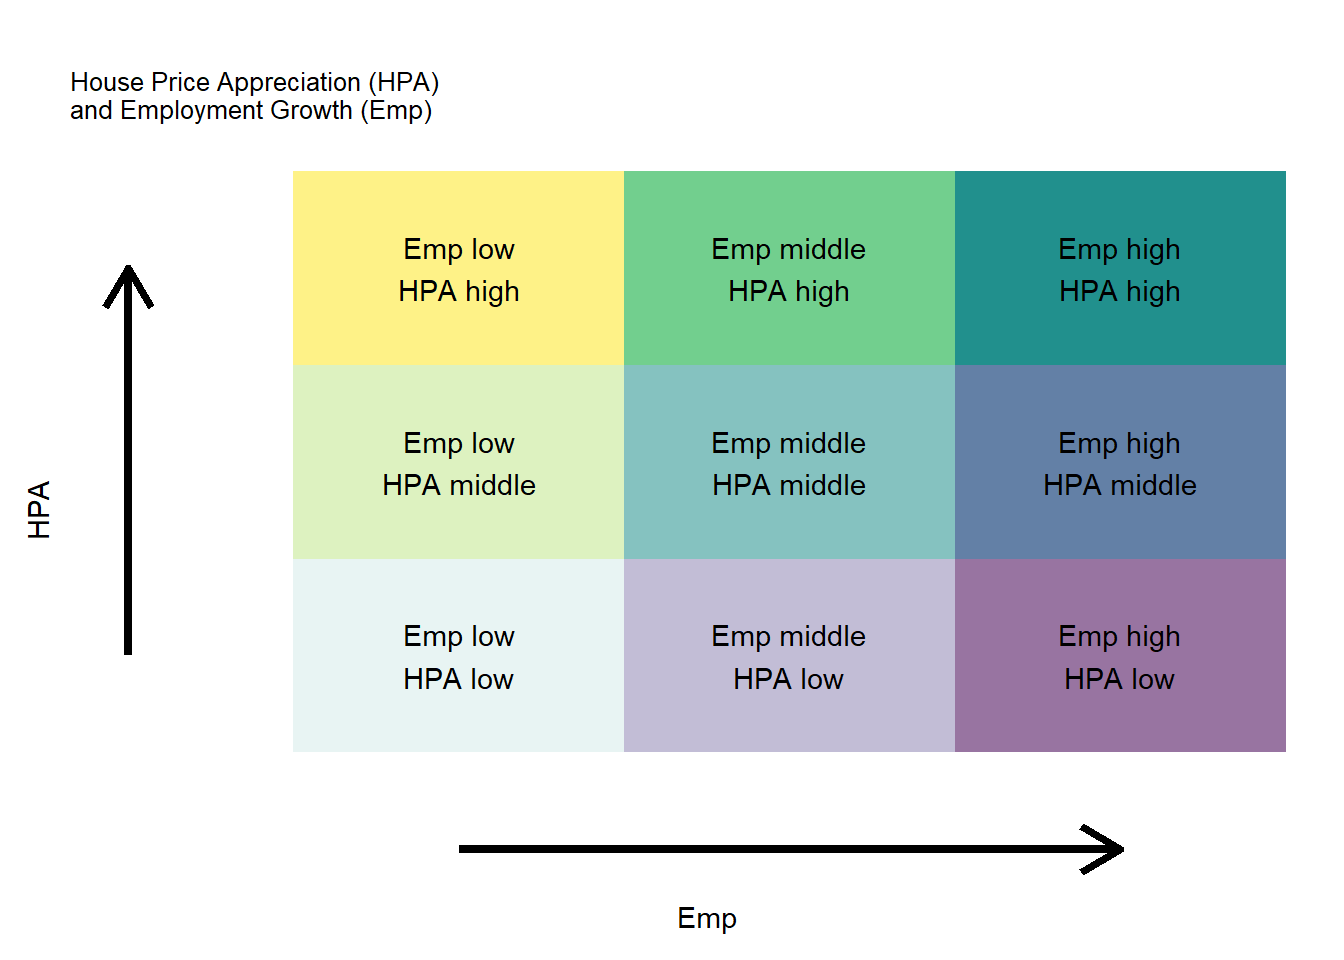 House Price Appreciation (HPA)
and Employment Growth (Emp)
Emp low
HPA high
Emp middle
HPA high
Emp high
HPA high
Emp low
HPA middle
Emp middle
HPA middle
Emp high
HPA middle
Emp low
HPA low
Emp middle
HPA low
Emp high
HPA low
HPA
Emp